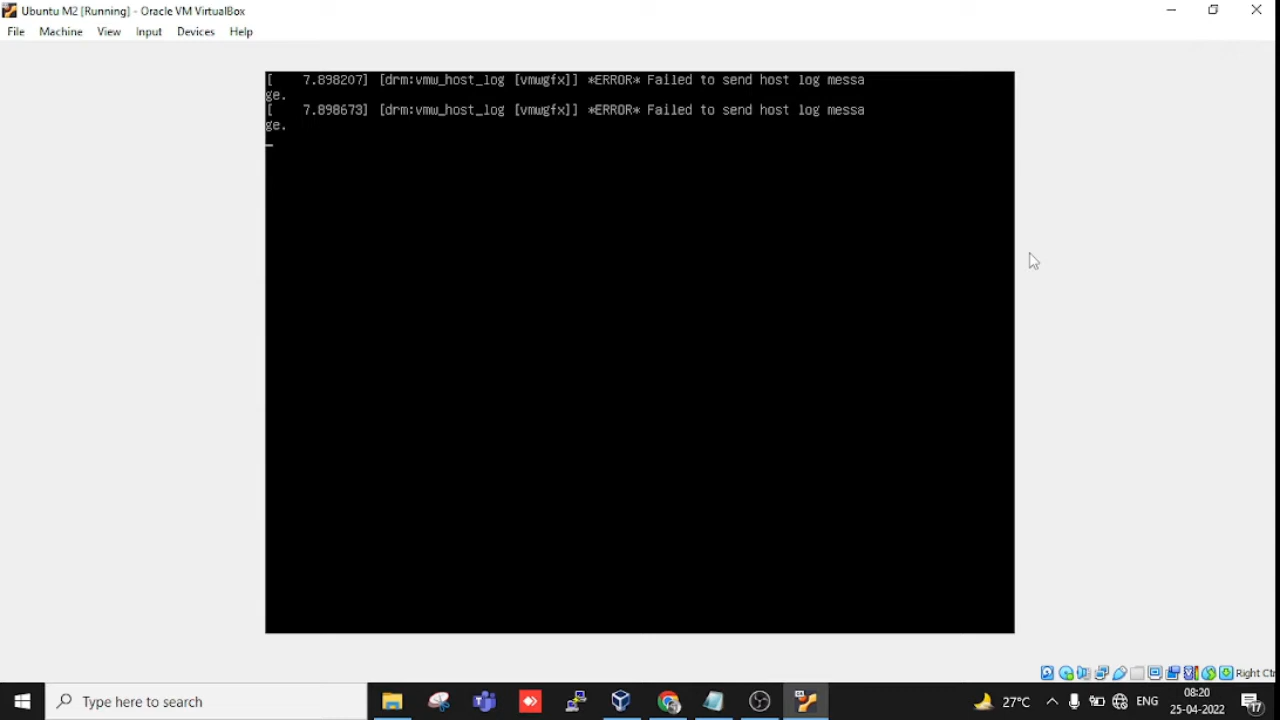 Ubuntu M2 [Running] - Oracle VM VirtualBox
File Machine View Input Devices Help
[    7.898207] [drm:vmw_host_log [vmwgfx]] *ERROR* Failed to send host log messa
ge.
[    7.898673] [drm:vmw_host_log [vmwgfx]] *ERROR* Failed to send host log messa
ge.
Right Ctr
Type here to search
27°C
ENG
08:20
25-04-2022
17